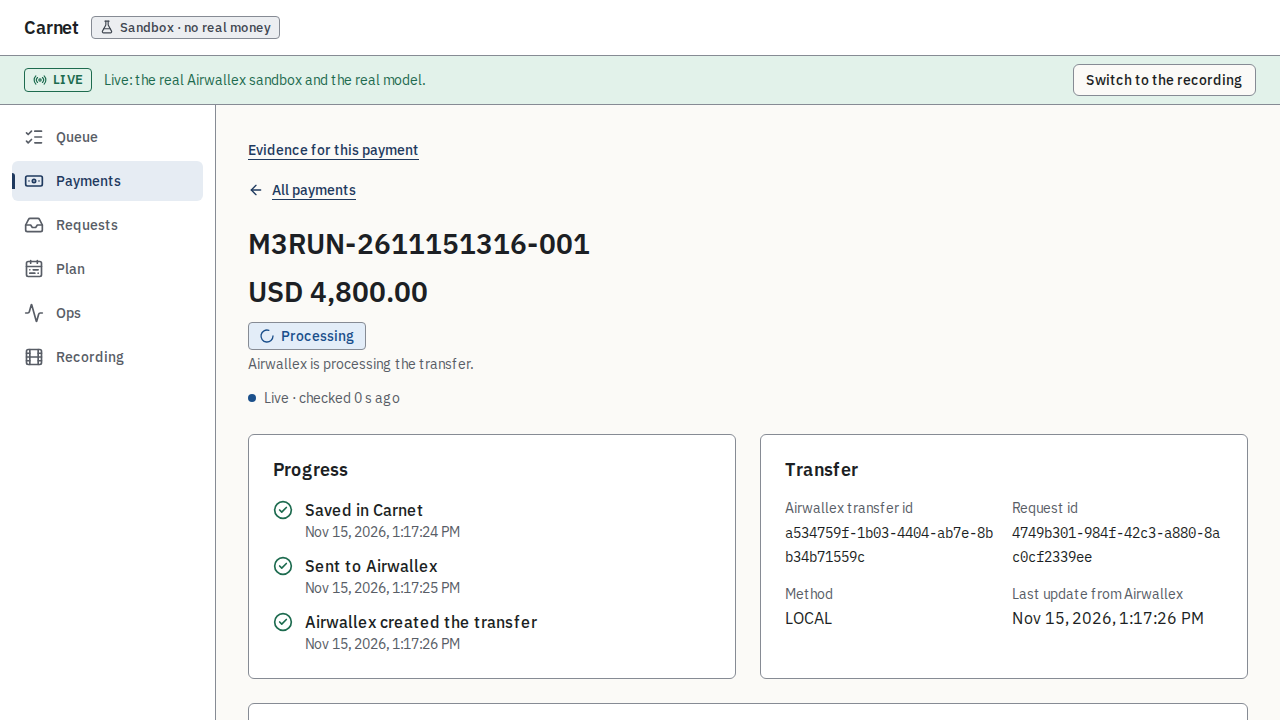 Carnet
Sandbox · no real money
LIVE
Live: the real Airwallex sandbox and the real model.
Switch to the recording
Queue
Payments
Requests
Plan
Ops
Recording
Evidence for this payment
All payments
M3RUN-2611151316-001
USD 4,800.00
Processing
Airwallex is processing the transfer.
Live · checked 0 s ago
Progress
Saved in Carnet
Nov 15, 2026, 1:17:24 PM
Sent to Airwallex
Nov 15, 2026, 1:17:25 PM
Airwallex created the transfer
Nov 15, 2026, 1:17:26 PM
Transfer
Airwallex transfer id
a534759f-1b03-4404-ab7e-8b
b34b71559c
Request id
4749b301-984f-42c3-a880-8a
c0cf2339ee
Method
LOCAL
Last update from Airwallex
Nov 15, 2026, 1:17:26 PM